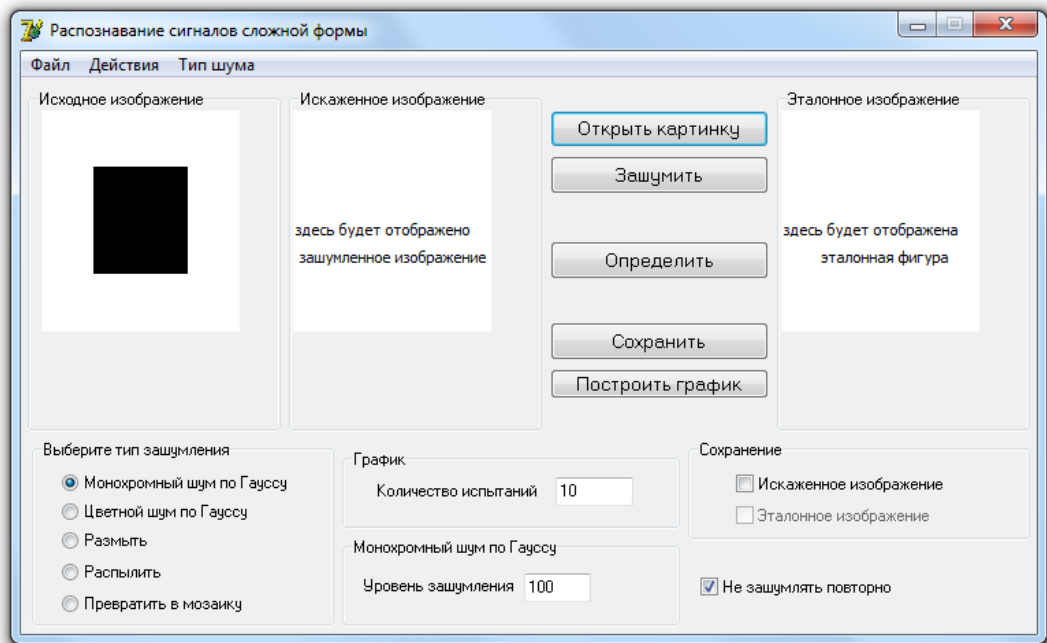 Распознавание сигналов сложной формы
Файл Действия Тип шума
Исходное изображение
Искаженное изображение
здесь будет отображено
зашумленное изображение
Открыть картинку
Зашумить
Определить
Сохранить
Построить график
Эталонное изображение
здесь будет отображена
эталонная фигура
Выберите тип зашумления
Монохромный шум по Гауссу
Цветной шум по Гауссу
Размыть
Распылить
Превратить в мозаику
График
Количество испытаний 10
Монохромный шум по Гауссу
Уровень зашумления 100
Сохранение
Искаженное изображение
Эталонное изображение
Не зашумлять повторно